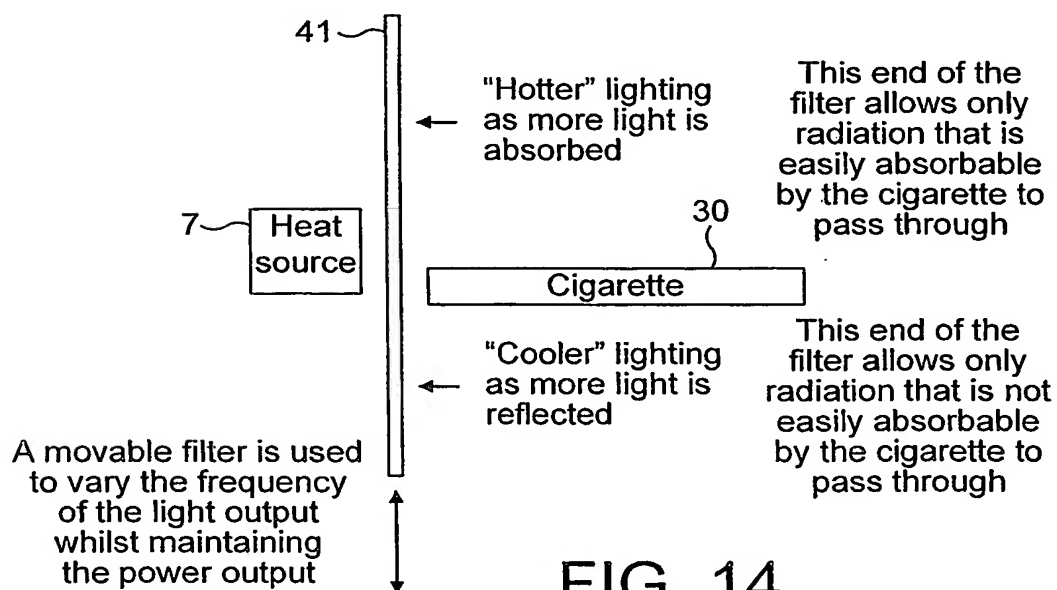 41
"Hotter" lighting
as more light is
absorbed
This end of the
filter allows only
radiation that is
easily absorbable
by the cigarette to
pass through
7
Heat
source
30
Cigarette
"Cooler" lighting
as more light is
reflected
This end of the
filter allows only
radiation that is not
easily absorbable
by the cigarette to
pass through
A movable filter is used
to vary the frequency
of the light output
whilst maintaining
the power output
FIG. 14